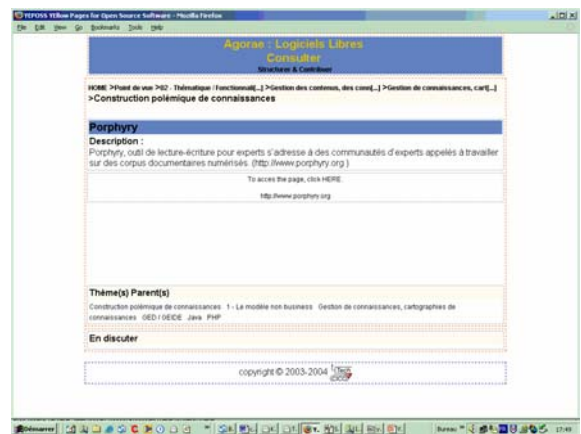 YEPOSS YEllow Pages for Open Source Software - Mozilla Firefox
File Edit View Go Bookmarks Tools Help
Agorae : Logiciels Libres
Consulter
Structurer & Contribuer
HOME >Point de vue >02 - Thématique / Fonctionnali[...] >Gestion des contenus, des conn[...] >Gestion de connaissances, cart[...]
>Construction polémique de connaissances
Porphyry
Description :
Porphyry, outil de lecture-écriture pour experts s'adresse à des communautés d'experts appelés à travailler
sur des corpus documentaires numérisés. (http://www.porphyry.org )
To acces the page, click HERE.
http://www.porphyry.org
Thème(s) Parent(s)
Construction polémique de connaissances 1 - Le modèle non business Gestion de connaissances, cartographies de
connaissances GED / GEIDE Java PHP
En discuter
copyright © 2003-2004 Tech
Démarrer Bureau 17:43